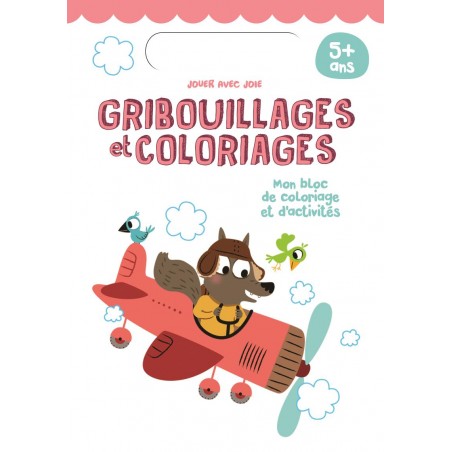 5+
ans
JOUER AVEC JOIE
GRIBOUILLAGES
et COLORIAGES
Mon bloc
de coloriage
et d'activités